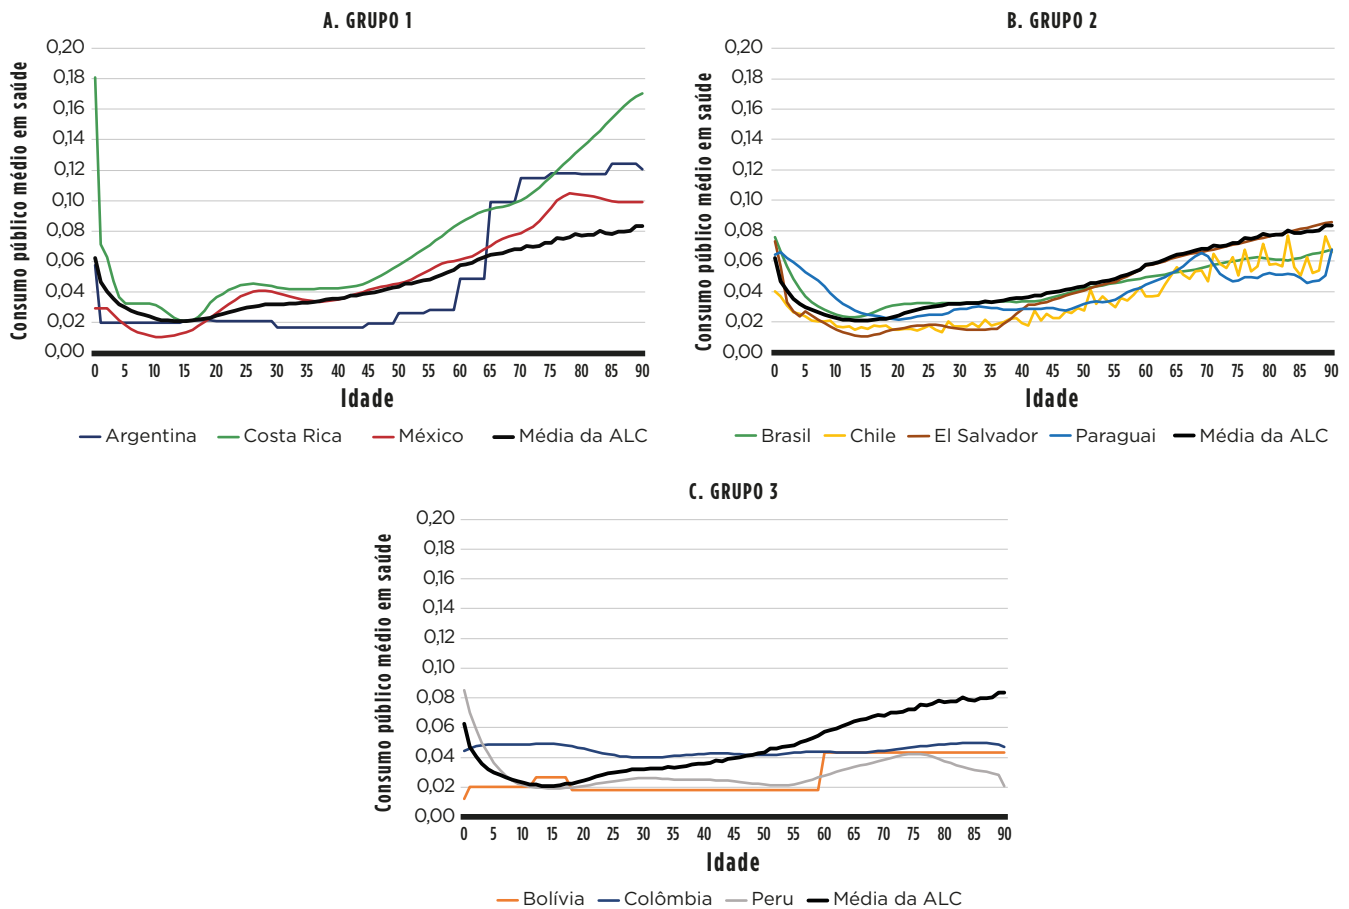 A. GRUPO 1
Consumo público médio em saúde
0,20
0,18
0,16
0,14
0,12
0,10
0,08
0,06
0,04
0,02
0,00
0 5 10 15 20 25 30 35 40 45 50 55 60 65 70 75 80 85 90
Idade
Argentina Costa Rica México Média da ALC
B. GRUPO 2
Consumo público médio em saúde
0,20
0,18
0,16
0,14
0,12
0,10
0,08
0,06
0,04
0,02
0,00
0 5 10 15 20 25 30 35 40 45 50 55 60 65 70 75 80 85 90
Idade
Brasil Chile El Salvador Paraguai Média da ALC
C. GRUPO 3
Consumo público médio em saúde
0,20
0,18
0,16
0,14
0,12
0,10
0,08
0,06
0,04
0,02
0,00
0 5 10 15 20 25 30 35 40 45 50 55 60 65 70 75 80 85 90
Idade
Bolívia Colômbia Peru Média da ALC